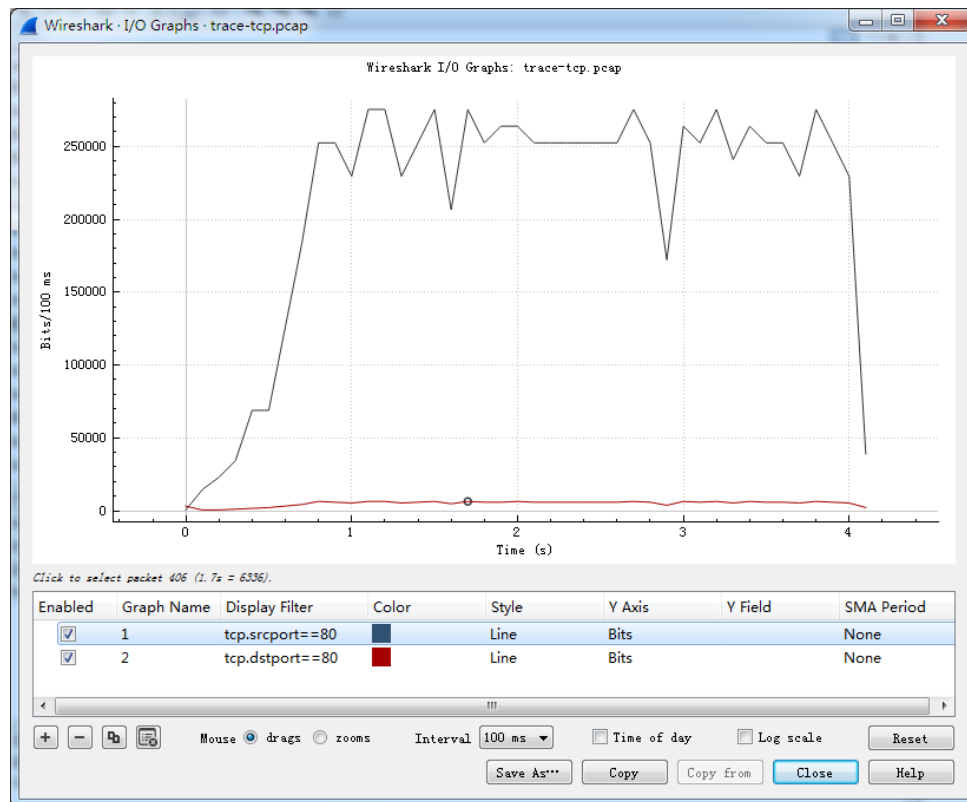 Wireshark · I/O Graphs · trace-tcp.pcap
Wireshark I/O Graphs: trace-tcp.pcap
250000
200000
150000
100000
50000
0
Bits/100 ms
0 1 2 3 4
Time (s)
Click to select packet 406 (1.7s = 6336).
Enabled Graph Name Display Filter Color Style Y Axis Y Field SMA Period
1 tcp.srcport==80 Line Bits None
2 tcp.dstport==80 Line Bits None
Mouse drags zooms Interval 100 ms Time of day Log scale Reset
Save As… Copy Copy from Close Help